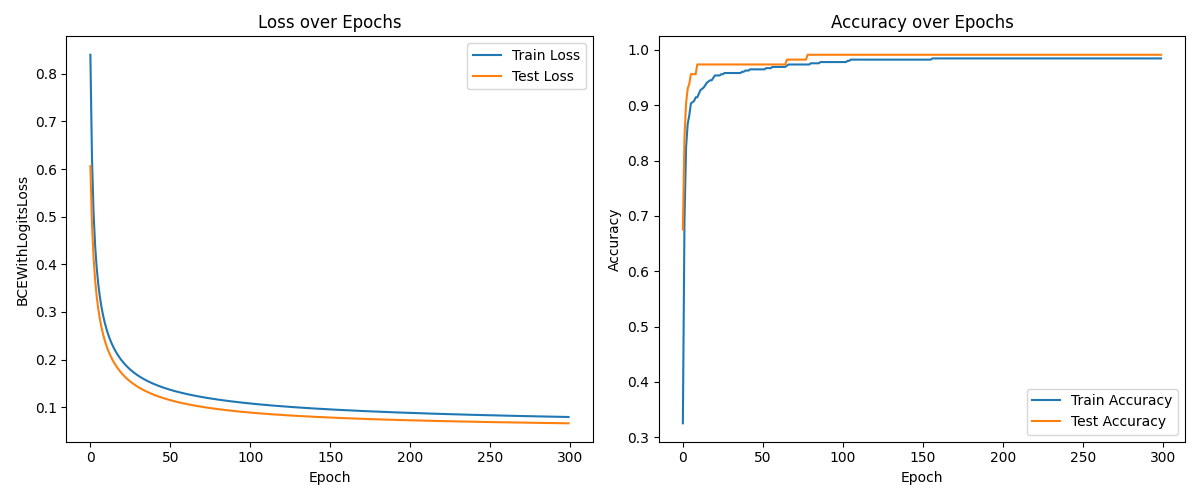 Loss over Epochs
BCEWithLogitsLoss
0.8
0.7
0.6
0.5
0.4
0.3
0.2
0.1
Train Loss
Test Loss
0 50 100 150 200 250 300
Epoch
Accuracy over Epochs
Accuracy
1.0
0.9
0.8
0.7
0.6
0.5
0.4
0.3
Train Accuracy
Test Accuracy
0 50 100 150 200 250 300
Epoch